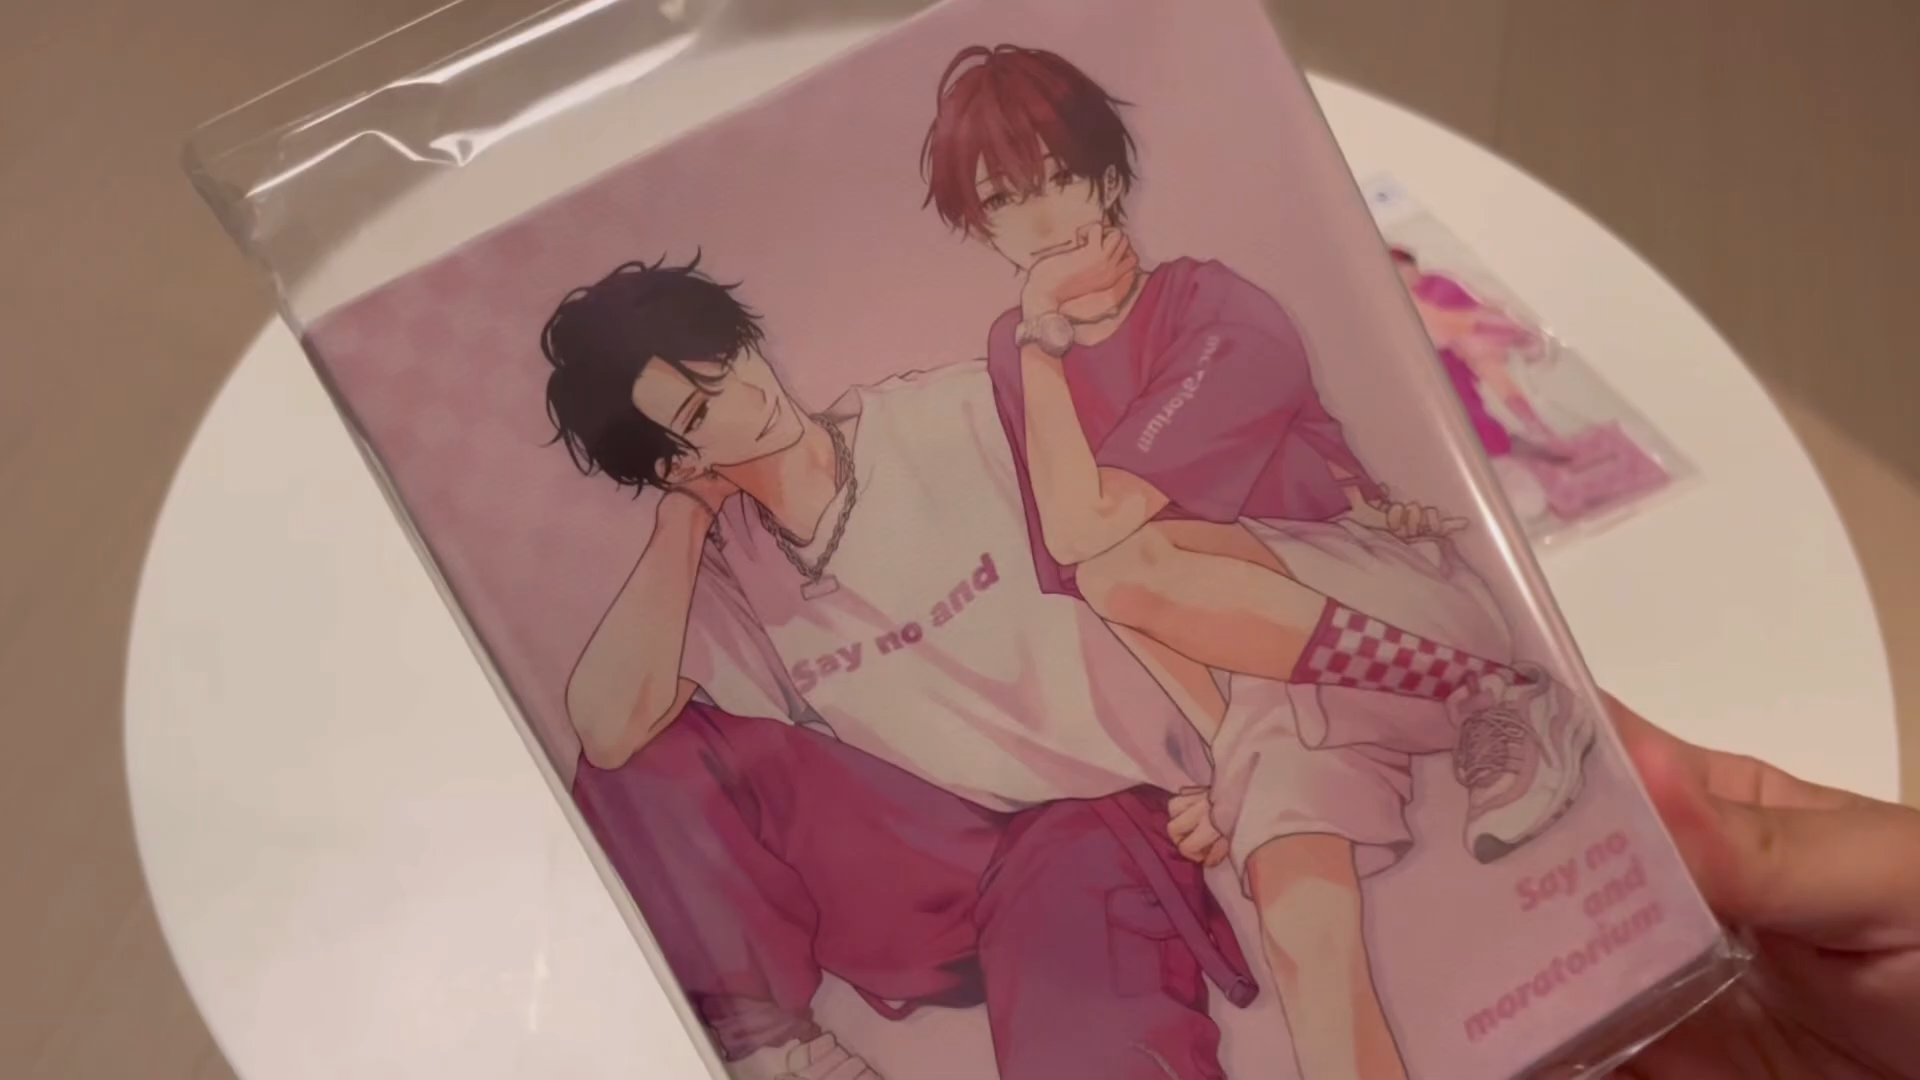 Say no and
moratorium
Say no
and
moratorium